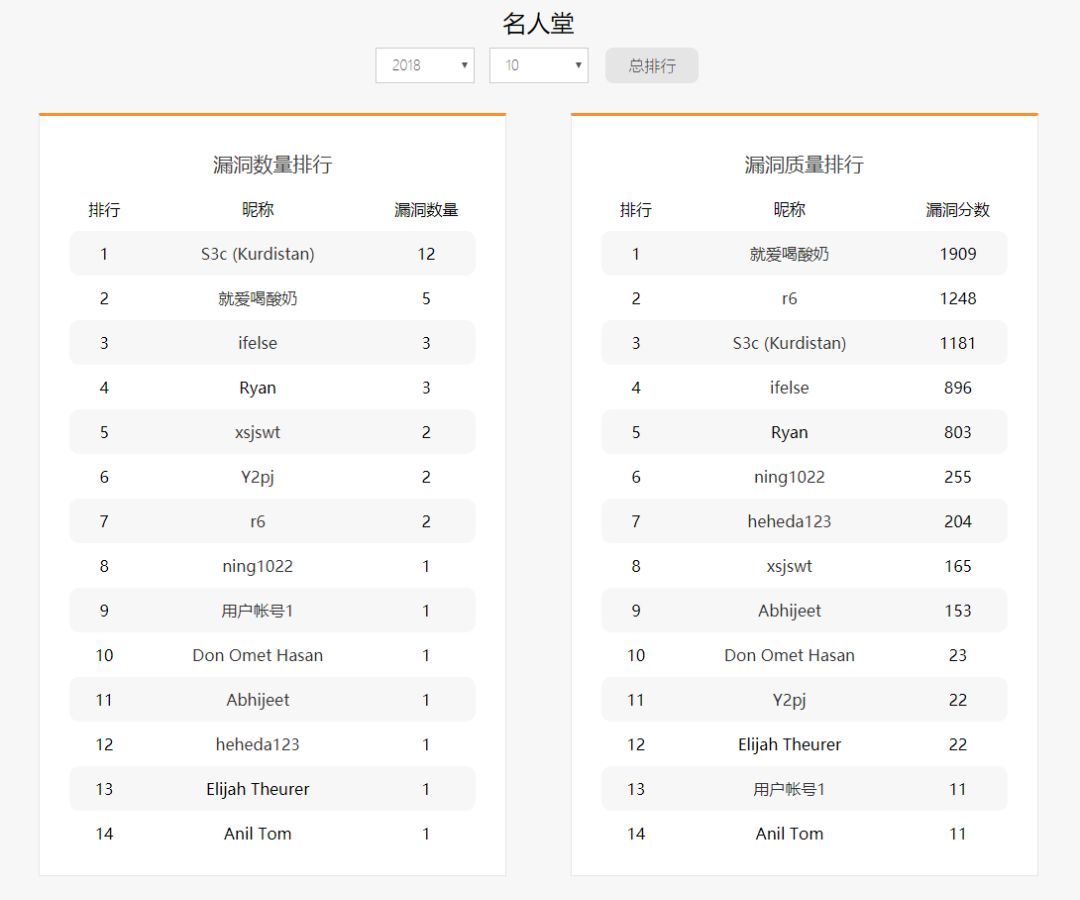 名人堂
2018 10 总排行
漏洞数量排行
排行 昵称 漏洞数量
1 S3c (Kurdistan) 12
2 就爱喝酸奶 5
3 ifelse 3
4 Ryan 3
5 xsjswt 2
6 Y2pj 2
7 r6 2
8 ning1022 1
9 用户帐号1 1
10 Don Omet Hasan 1
11 Abhijeet 1
12 heheda123 1
13 Elijah Theurer 1
14 Anil Tom 1
漏洞质量排行
排行 昵称 漏洞分数
1 就爱喝酸奶 1909
2 r6 1248
3 S3c (Kurdistan) 1181
4 ifelse 896
5 Ryan 803
6 ning1022 255
7 heheda123 204
8 xsjswt 165
9 Abhijeet 153
10 Don Omet Hasan 23
11 Y2pj 22
12 Elijah Theurer 22
13 用户帐号1 11
14 Anil Tom 11